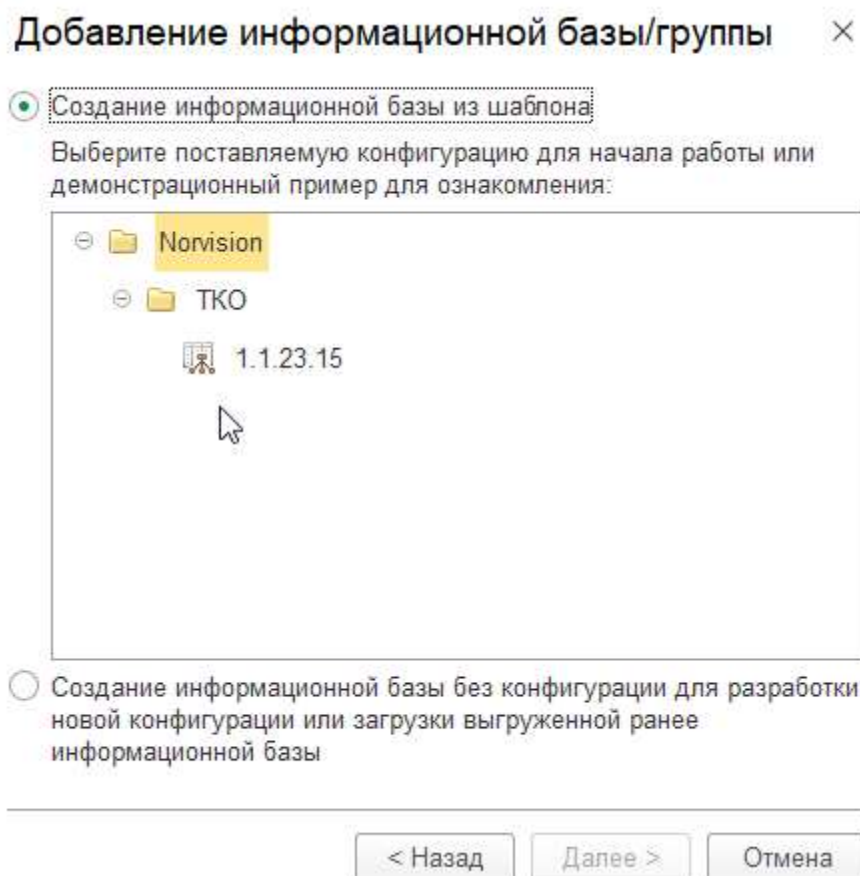 Добавление информационной базы/группы
Создание информационной базы из шаблона
Выберите поставляемую конфигурацию для начала работы или
демонстрационный пример для ознакомления:
Norvision
ТКО
1.1.23.15
Создание информационной базы без конфигурации для разработки
новой конфигурации или загрузки выгруженной ранее
информационной базы
< Назад
Далее >
Отмена